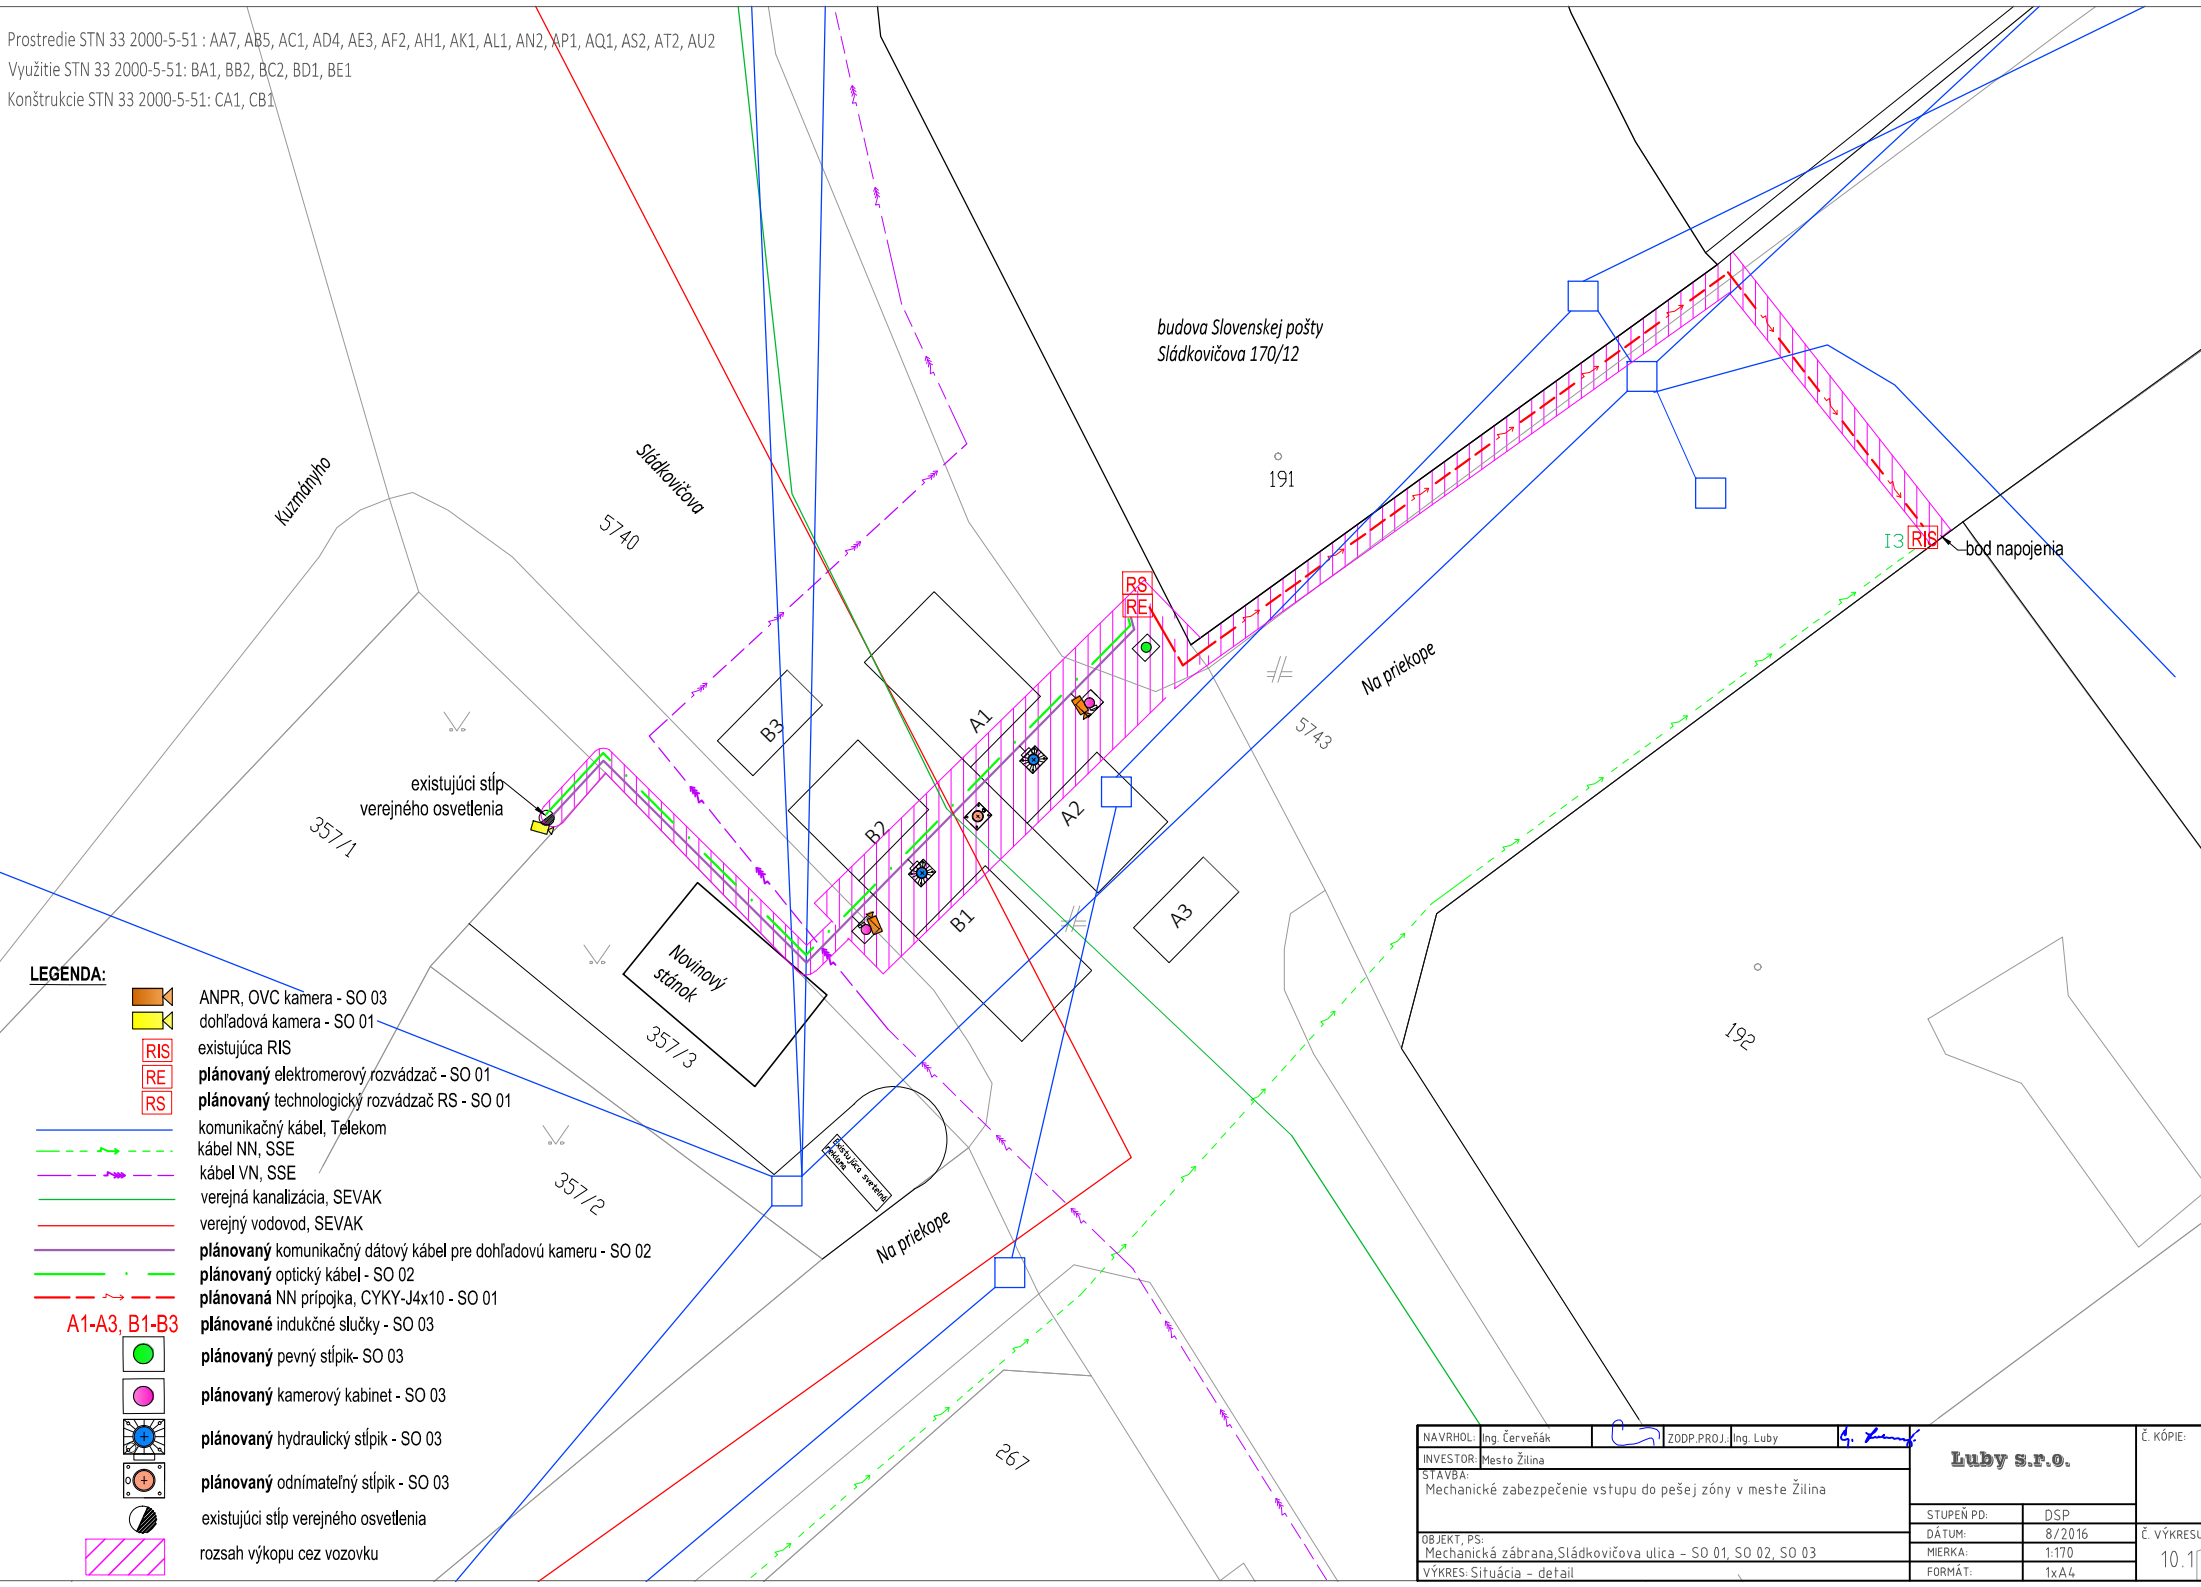 Prostredie STN 33 2000-5-51 : AA7, AB5, AC1, AD4, AE3, AF2, AH1, AK1, AL1, AN2, AP1, AQ1, AS2, AT2, AU2
Využitie STN 33 2000-5-51: BA1, BB2, BC2, BD1, BE1
Konštrukcie STN 33 2000-5-51: CA1, CB1
budova Slovenskej pošty
Sládkovičova 170/12
191
Kuzmányho
Sládkovičova
5740
I3 RIS
bod napojenia
RS
RE
Na priekope
5743
A1
B3
A2
B2
B1
A3
existujúci stĺp
verejného osvetlenia
357/1
Novinový
stánok
357/3
192
357/2
Existujúca svetelná
reklama
Na priekope
267
LEGENDA:
ANPR, OVC kamera - SO 03
dohľadová kamera - SO 01
RIS existujúca RIS
RE plánovaný elektromerový rozvádzač - SO 01
RS plánovaný technologický rozvádzač RS - SO 01
komunikačný kábel, Telekom
kábel NN, SSE
kábel VN, SSE
verejná kanalizácia, SEVAK
verejný vodovod, SEVAK
plánovaný komunikačný dátový kábel pre dohľadovú kameru - SO 02
plánovaný optický kábel - SO 02
plánovaná NN prípojka, CYKY-J4x10 - SO 01
A1-A3, B1-B3 plánované indukčné slučky - SO 03
plánovaný pevný stĺpik- SO 03
plánovaný kamerový kabinet - SO 03
plánovaný hydraulický stĺpik - SO 03
plánovaný odnímateľný stĺpik - SO 03
existujúci stĺp verejného osvetlenia
rozsah výkopu cez vozovku
NAVRHOL: Ing. Červeňák ZODP.PROJ.: Ing. Luby
INVESTOR: Mesto Žilina
STAVBA:
Mechanické zabezpečenie vstupu do pešej zóny v meste Žilina
OBJEKT, PS:
Mechanická zábrana,Sládkovičova ulica - SO 01, SO 02, SO 03
VÝKRES: Situácia - detail
Luby s.r.o.
STUPEŇ PD: DSP
DÁTUM: 8/2016
MIERKA: 1:170
FORMÁT: 1xA4
Č. KÓPIE:
Č. VÝKRESU
10.1